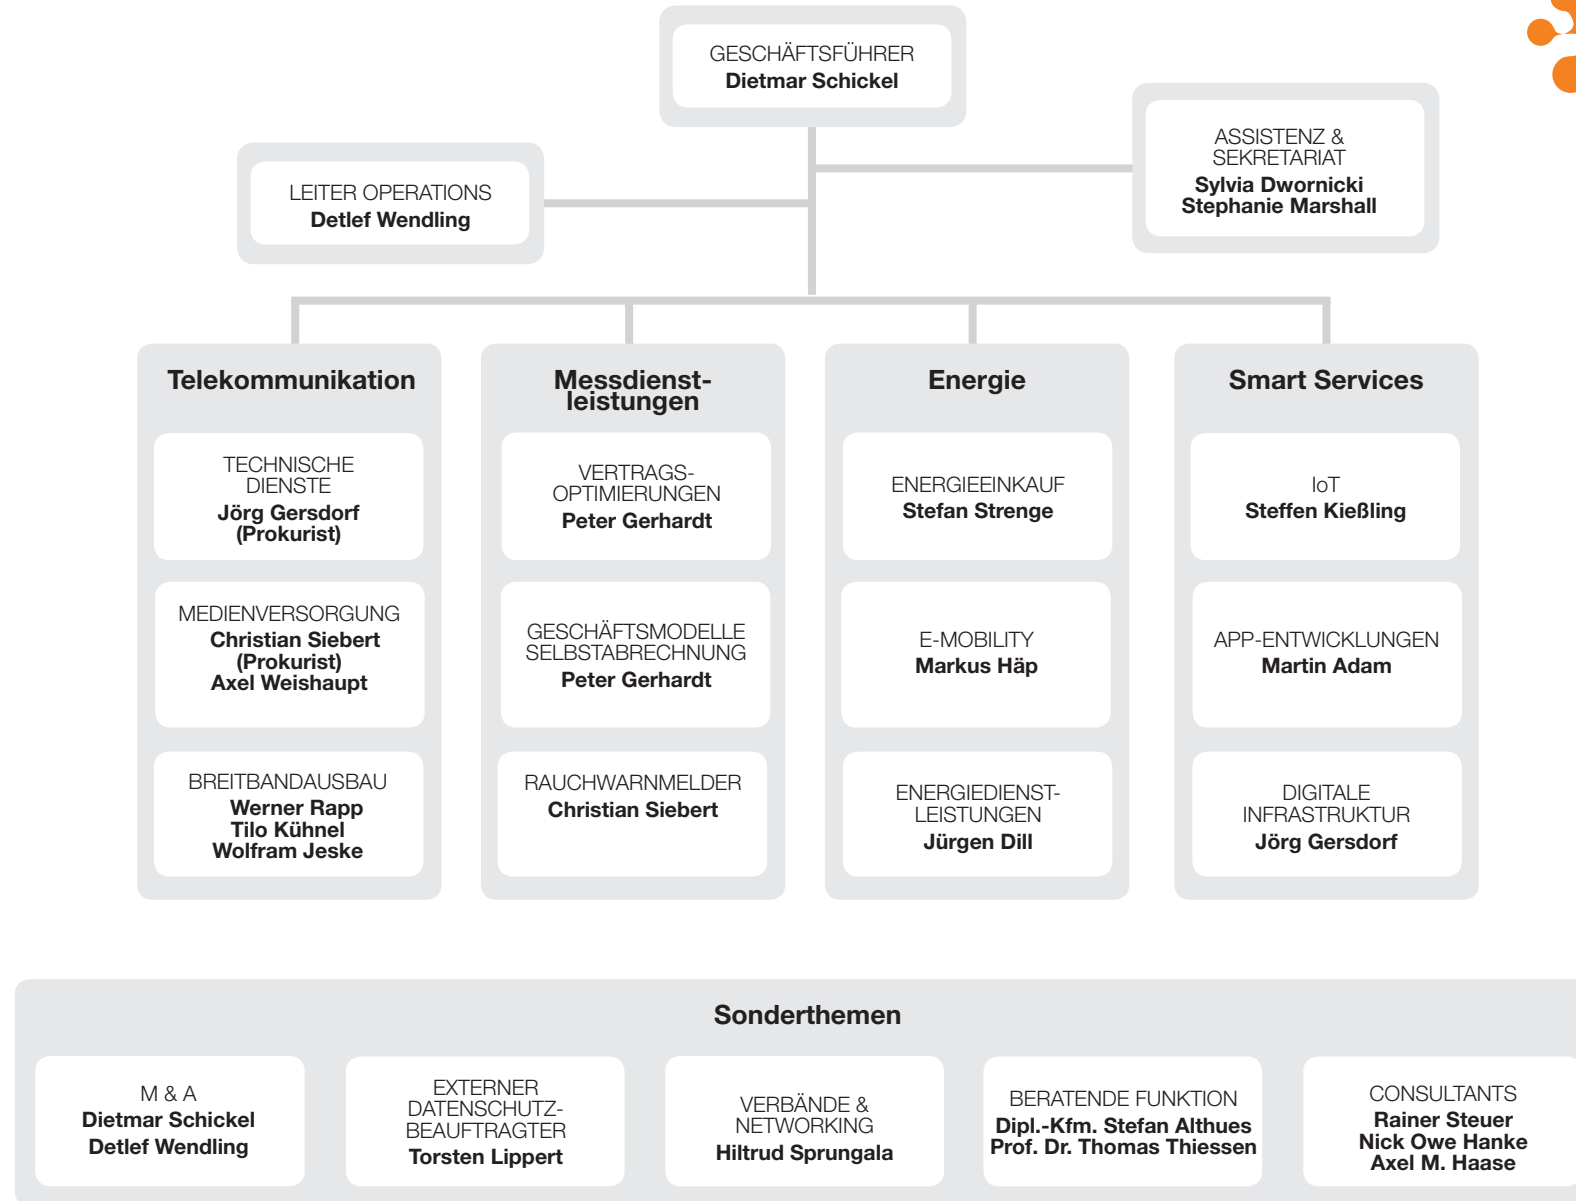 GESCHÄFTSFÜHRER
Dietmar Schickel
ASSISTENZ &
SEKRETARIAT
Sylvia Dwornicki
Stephanie Marshall
LEITER OPERATIONS
Detlef Wendling
Telekommunikation
TECHNISCHE
DIENSTE
Jörg Gersdorf
(Prokurist)
MEDIENVERSORGUNG
Christian Siebert
(Prokurist)
Axel Weishaupt
BREITBANDAUSBAU
Werner Rapp
Tilo Kühnel
Wolfram Jeske
Messdienst-
leistungen
VERTRAGS-
OPTIMIERUNGEN
Peter Gerhardt
GESCHÄFTSMODELLE
SELBSTABRECHNUNG
Peter Gerhardt
RAUCHWARNMELDER
Christian Siebert
Energie
ENERGIEEINKAUF
Stefan Strenge
E-MOBILITY
Markus Häp
ENERGIEDIENST-
LEISTUNGEN
Jürgen Dill
Smart Services
IoT
Steffen Kießling
APP-ENTWICKLUNGEN
Martin Adam
DIGITALE
INFRASTRUKTUR
Jörg Gersdorf
Sonderthemen
M & A
Dietmar Schickel
Detlef Wendling
EXTERNER
DATENSCHUTZ-
BEAUFTRAGTER
Torsten Lippert
VERBÄNDE &
NETWORKING
Hiltrud Sprungala
BERATENDE FUNKTION
Dipl.-Kfm. Stefan Althues
Prof. Dr. Thomas Thiessen
CONSULTANTS
Rainer Steuer
Nick Owe Hanke
Axel M. Haase